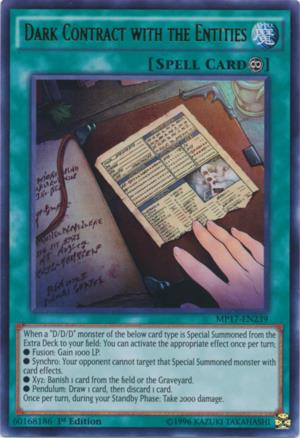 DARK CONTRACT WITH THE ENTITIES
[SPELL CARD]
MP17-EN239
When a "D/D/D" monster of the below card type is Special Summoned from the
Extra Deck to your field: You can activate the appropriate effect once per turn;
● Fusion: Gain 1000 LP.
● Synchro: Your opponent cannot target that Special Summoned monster with
card effects.
● Xyz: Banish 1 card from the field or the Graveyard.
● Pendulum: Draw 1 card, then discard 1 card.
Once per turn, during your Standby Phase: Take 2000 damage.
60168186 1st Edition ©1996 KAZUKI TAKAHASHI